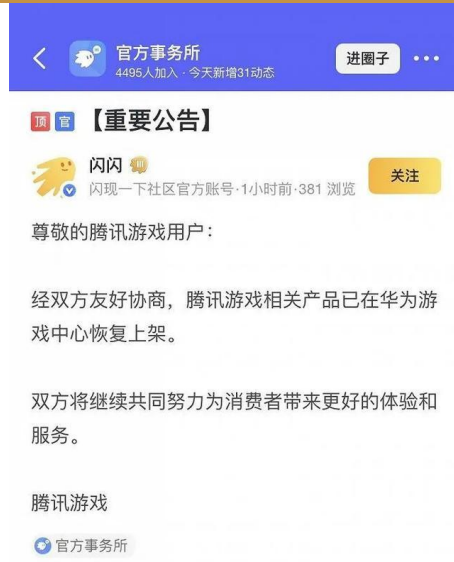 官方事务所
4495人加入·今天新增31动态
进圈子
顶 官 【重要公告】
闪闪
闪现一下社区官方账号·1小时前·381 浏览
关注
尊敬的腾讯游戏用户：
经双方友好协商，腾讯游戏相关产品已在华为游
戏中心恢复上架。
双方将继续共同努力为消费者带来更好的体验和
服务。
腾讯游戏
官方事务所